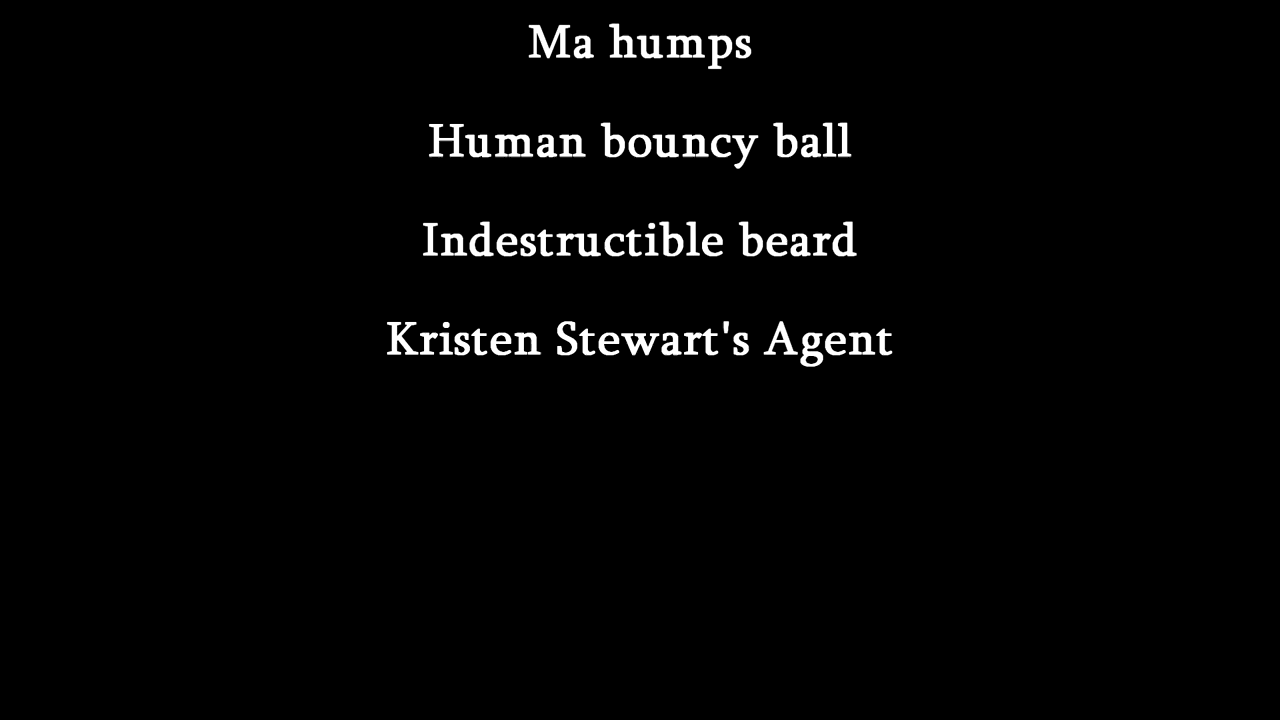 Ma humps
Human bouncy ball
Indestructible beard
Kristen Stewart's Agent